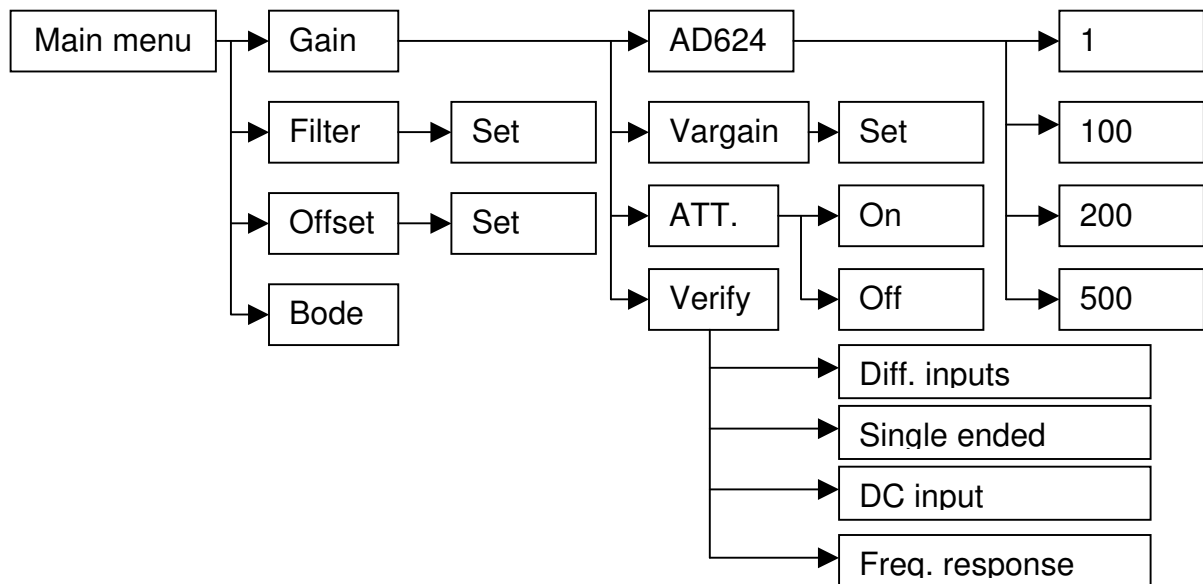 Main menu
Gain
AD624
1
Filter
Set
Vargain
Set
100
Offset
Set
ATT.
On
200
Bode
Verify
Off
500
Diff. inputs
Single ended
DC input
Freq. response